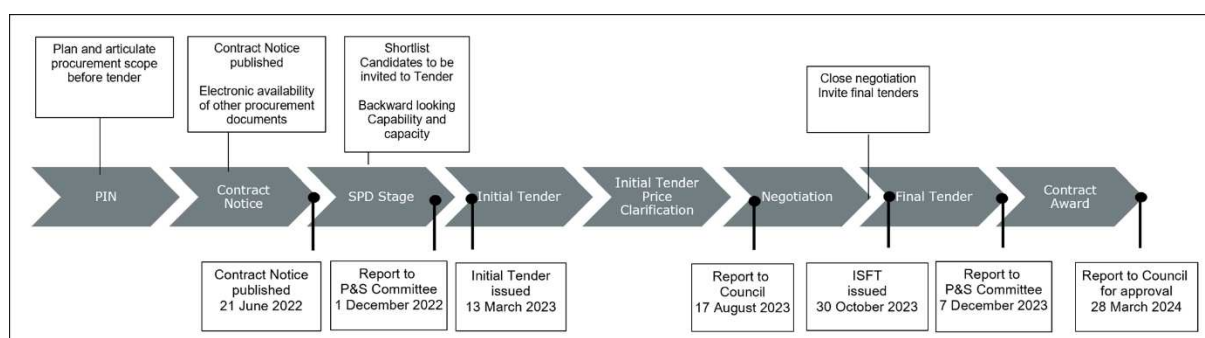 Plan and articulate
procurement scope
before tender
Contract Notice
published
Electronic availability
of other procurement
documents
Shortlist
Candidates to be
invited to Tender
Backward looking
Capability and
capacity
Close negotiation
Invite final tenders
PIN
Contract
Notice
SPD Stage
Initial Tender
Initial Tender
Price
Clarification
Negotiation
Final Tender
Contract
Award
Contract Notice
published
21 June 2022
Report to
P&S Committee
1 December 2022
Initial Tender
issued
13 March 2023
Report to
Council
17 August 2023
ISFT
issued
30 October 2023
Report to
P&S Committee
7 December 2023
Report to Council
for approval
28 March 2024